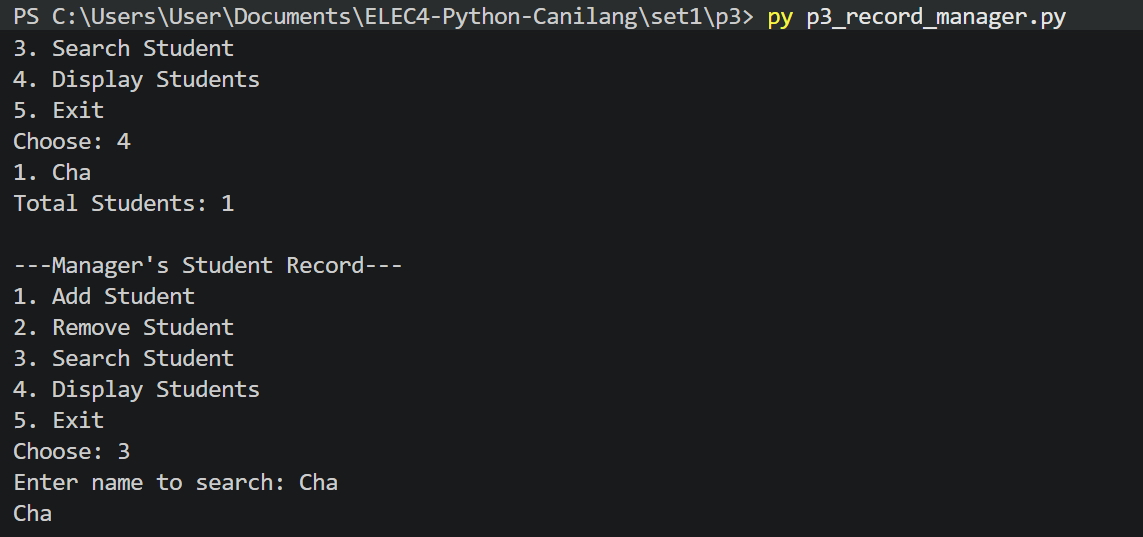 PS C:\Users\User\Documents\ELEC4-Python-Canilang\set1\p3> py p3_record_manager.py
3. Search Student
4. Display Students
5. Exit
Choose: 4
1. Cha
Total Students: 1
---Manager's Student Record---
1. Add Student
2. Remove Student
3. Search Student
4. Display Students
5. Exit
Choose: 3
Enter name to search: Cha
Cha